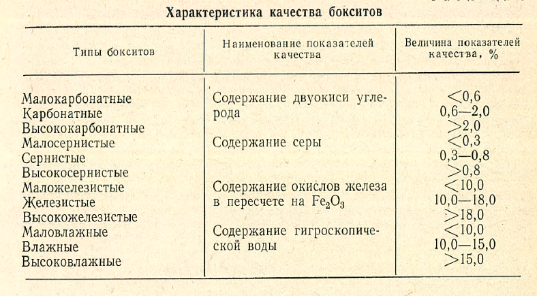 Характеристика качества бокситов
Типы бокситов
Наименование показателей
качества
Величина показателей
качества, %
Малокарбонатные
Карбонатные
Высококарбонатные
Малосернистые
Сернистые
Высокосернистые
Маложелезистые
Железистые
Высокожелезистые
Маловлажные
Влажные
Высоковлажные
Содержание двуокиси угле-
рода
Содержание серы
Содержание окислов железа
в пересчете на Fe₂O₃
Содержание гигроскопиче-
ской воды
<0,6
0,6—2,0
>2,0
<0,3
0,3—0,8
>0,8
<10,0
10,0—18,0
>18,0
<10,0
10,0—15,0
>15,0